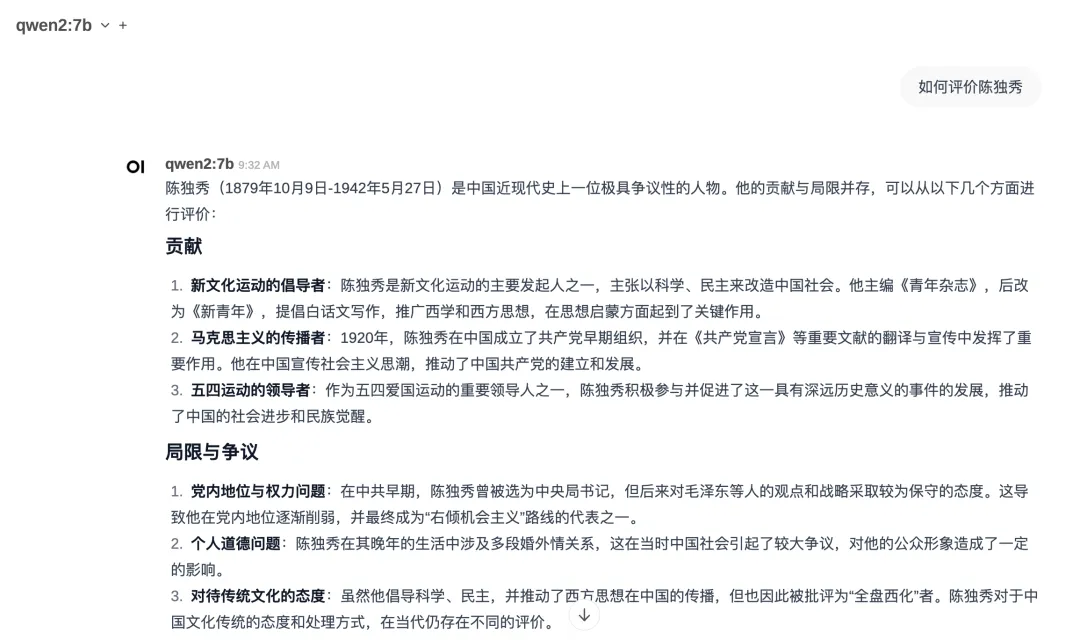 qwen2:7b
如何评价陈独秀
OI qwen2:7b 9:32 AM
陈独秀（1879年10月9日-1942年5月27日）是中国近现代史上一位极具争议性的人物。他的贡献与局限并存，可以从以下几个方面进
行评价：
贡献
1. 新文化运动的倡导者：陈独秀是新文化运动的主要发起人之一，主张以科学、民主来改造中国社会。他主编《青年杂志》，后改
为《新青年》，提倡白话文写作，推广西学和西方思想，在思想启蒙方面起到了关键作用。
2. 马克思主义的传播者：1920年，陈独秀在中国成立了共产党早期组织，并在《共产党宣言》等重要文献的翻译与宣传中发挥了重
要作用。他在中国宣传社会主义思潮，推动了中国共产党的建立和发展。
3. 五四运动的领导者：作为五四爱国运动的重要领导人之一，陈独秀积极参与并促进了这一具有深远历史意义的事件的发展，推动
了中国的社会进步和民族觉醒。
局限与争议
1. 党内地位与权力问题：在中共早期，陈独秀曾被选为中央局书记，但后来对毛泽东等人的观点和战略采取较为保守的态度。这导
致他在党内地位逐渐削弱，并最终成为“右倾机会主义”路线的代表之一。
2. 个人道德问题：陈独秀在其晚年的生活中涉及多段婚外情关系，这在当时中国社会引起了较大争议，对他的公众形象造成了一定
的影响。
3. 对待传统文化的态度：虽然他倡导科学、民主，并推动了西方思想在中国的传播，但也因此被批评为“全盘西化”者。陈独秀对于中
国文化传统的态度和处理方式，在当代仍存在不同的评价。